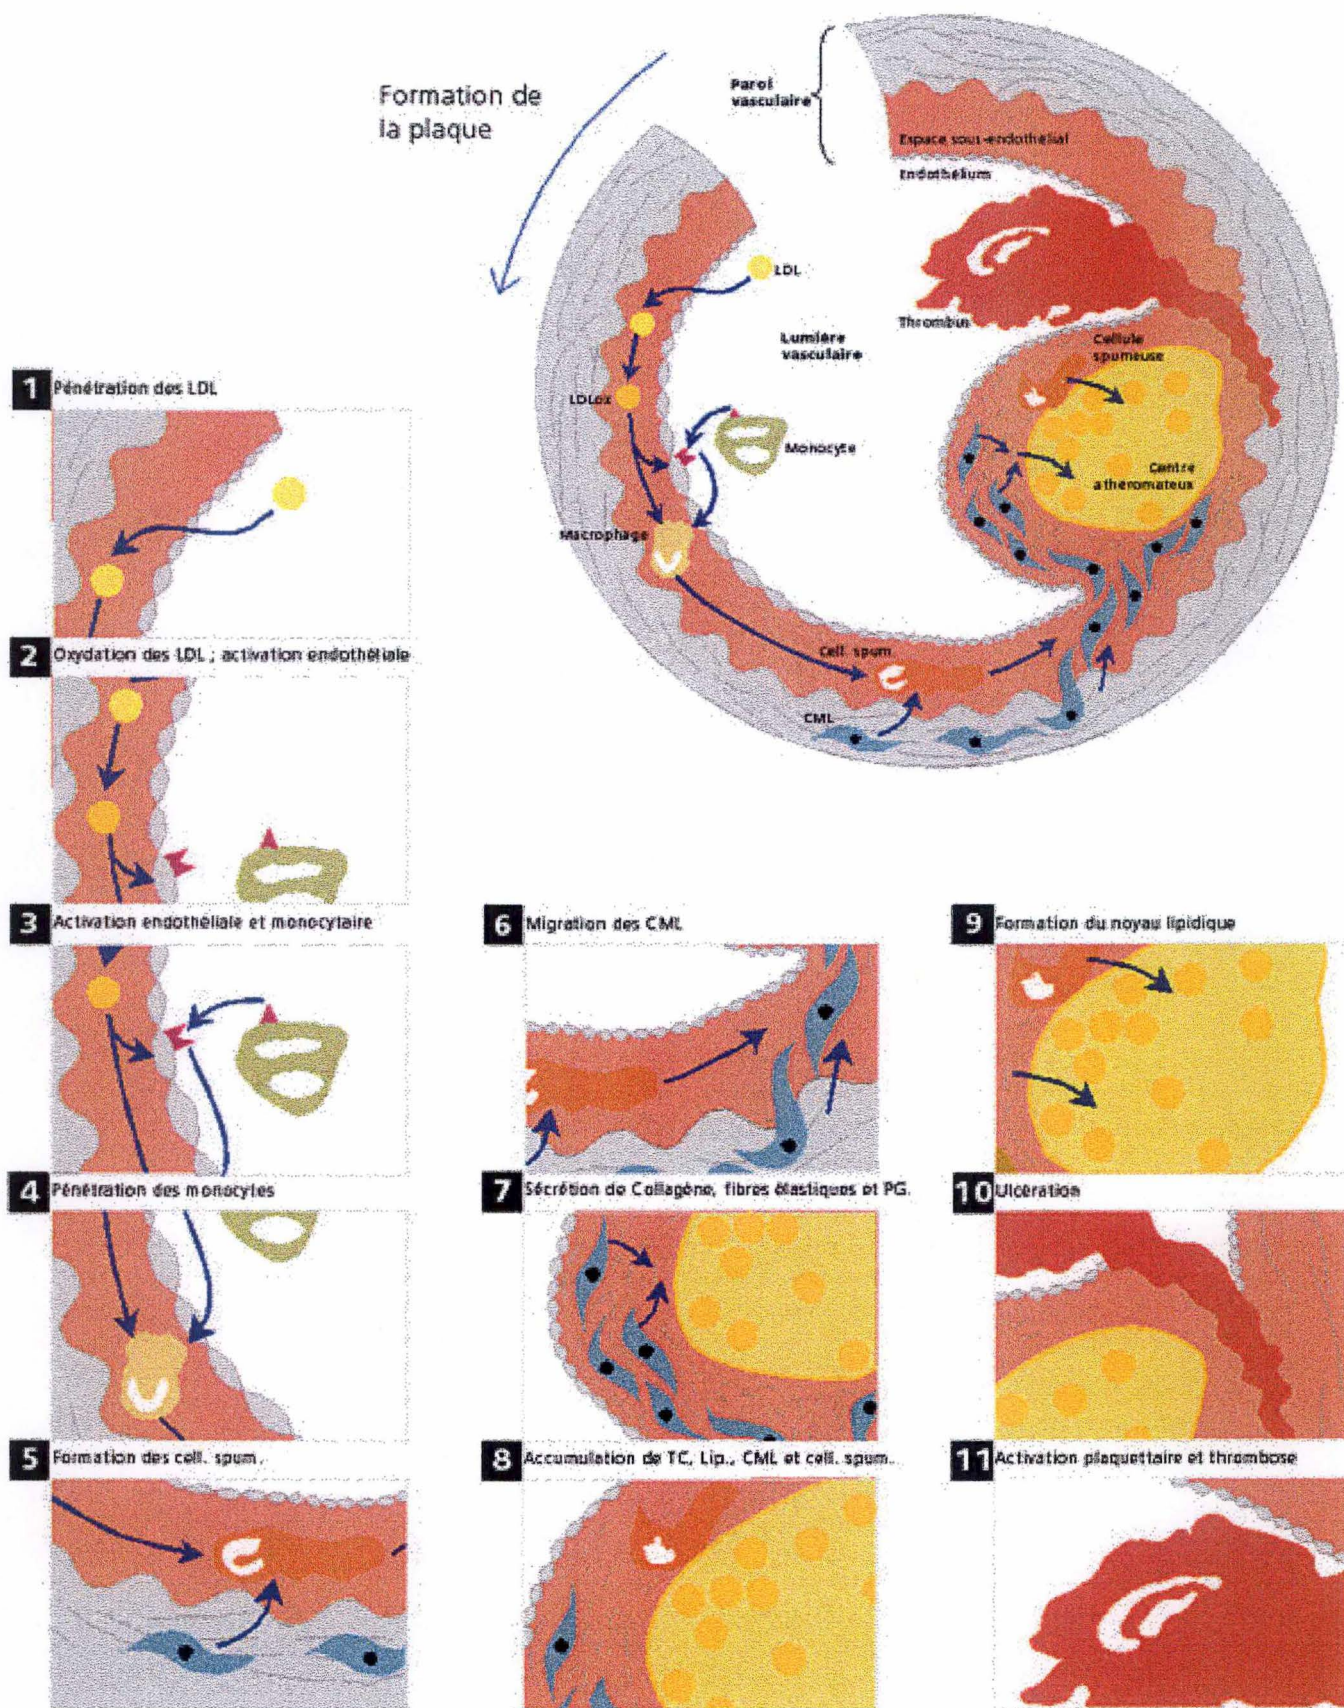 Formation de
la plaque
Paroi
vasculaire
Espace sous-endothélial
Endothélium
LDL
Thrombus
Lumière
vasculaire
Cellule
spumeuse
LDLox
Monocyte
Centre
athéromateux
Macrophage
Cell. spum.
CML
1 Pénétration des LDL
2 Oxydation des LDL ; activation endothéliale
3 Activation endothéliale et monocytaire
4 Pénétration des monocytes
5 Formation des cell. spum.
6 Migration des CML
7 Sécrétion de Collagène, fibres élastiques et PG.
8 Accumulation de TC, Lip., CML et cell. spum.
9 Formation du noyau lipidique
10 Ulcération
11 Activation plaquettaire et thrombose